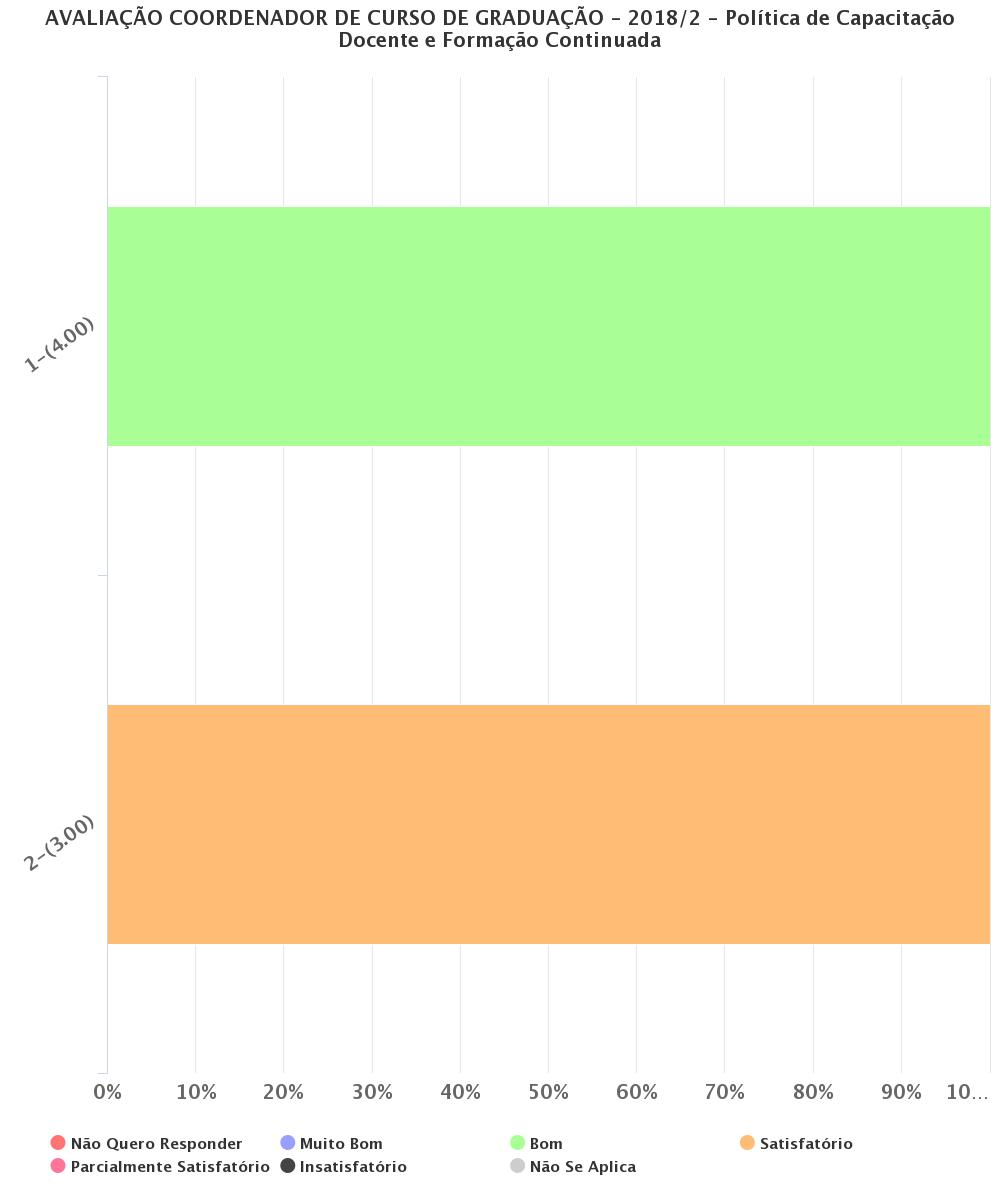 AVALIAÇÃO COORDENADOR DE CURSO DE GRADUAÇÃO - 2018/2 - Política de Capacitação
Docente e Formação Continuada
1-(4.00)
2-(3.00)
0% 10% 20% 30% 40% 50% 60% 70% 80% 90% 10...
Não Quero Responder Muito Bom Bom Satisfatório
Parcialmente Satisfatório Insatisfatório Não Se Aplica